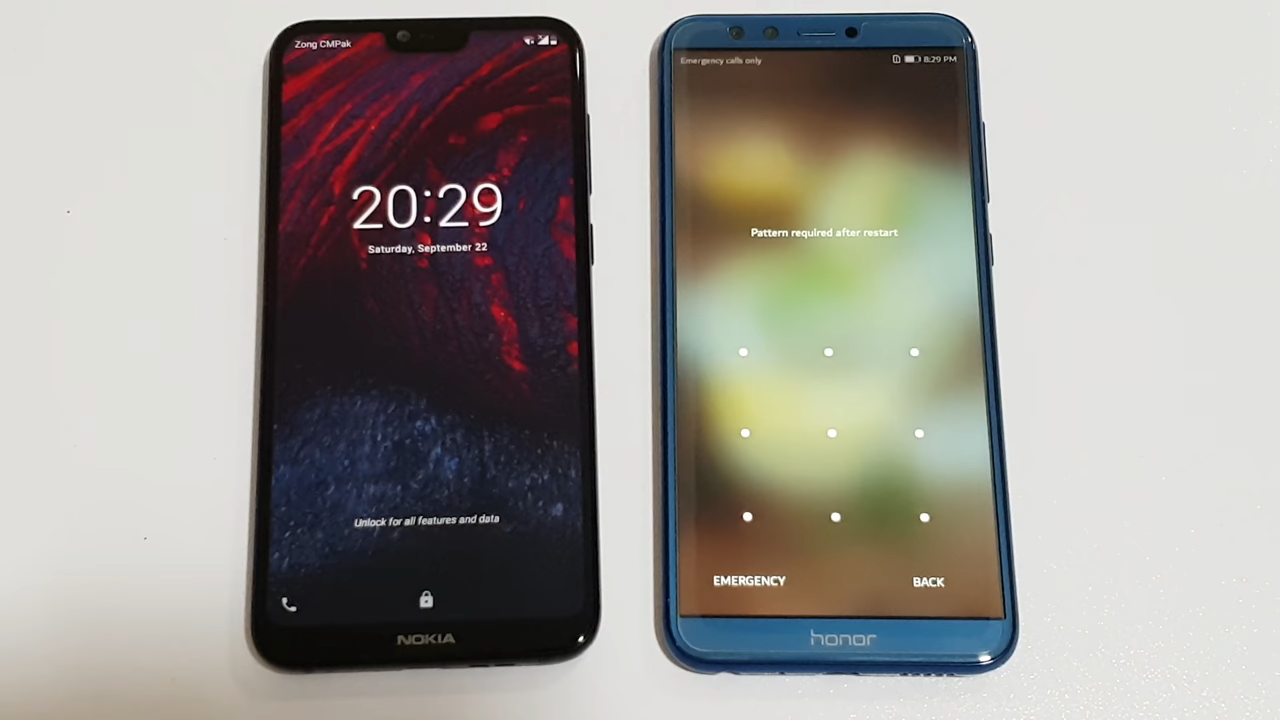 Zong CMPak
20:29
Saturday, September 22
Unlock for all features and data
NOKIA
Emergency calls only
8:29 PM
Pattern required after restart
EMERGENCY
BACK
honor